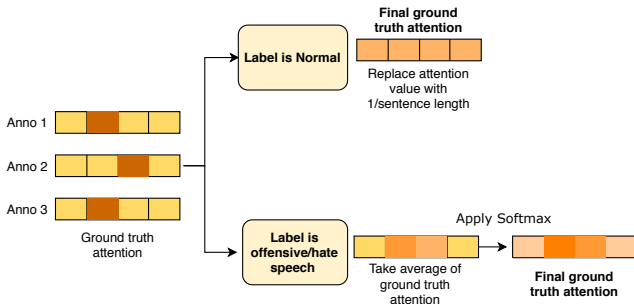 Final ground
truth attention
Label is Normal
Replace attention
value with
1/sentence length
Anno 1
Anno 2
Anno 3
Ground truth
attention
Label is
offensive/hate
speech
Take average of
ground truth
attention
Apply Softmax
Final ground
truth attention